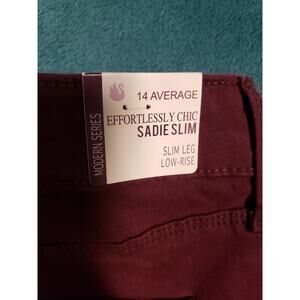 14 AVERAGE
EFFORTLESSLY CHIC
SADIE SLIM
SLIM LEG
LOW-RISE
MODERN SERIES